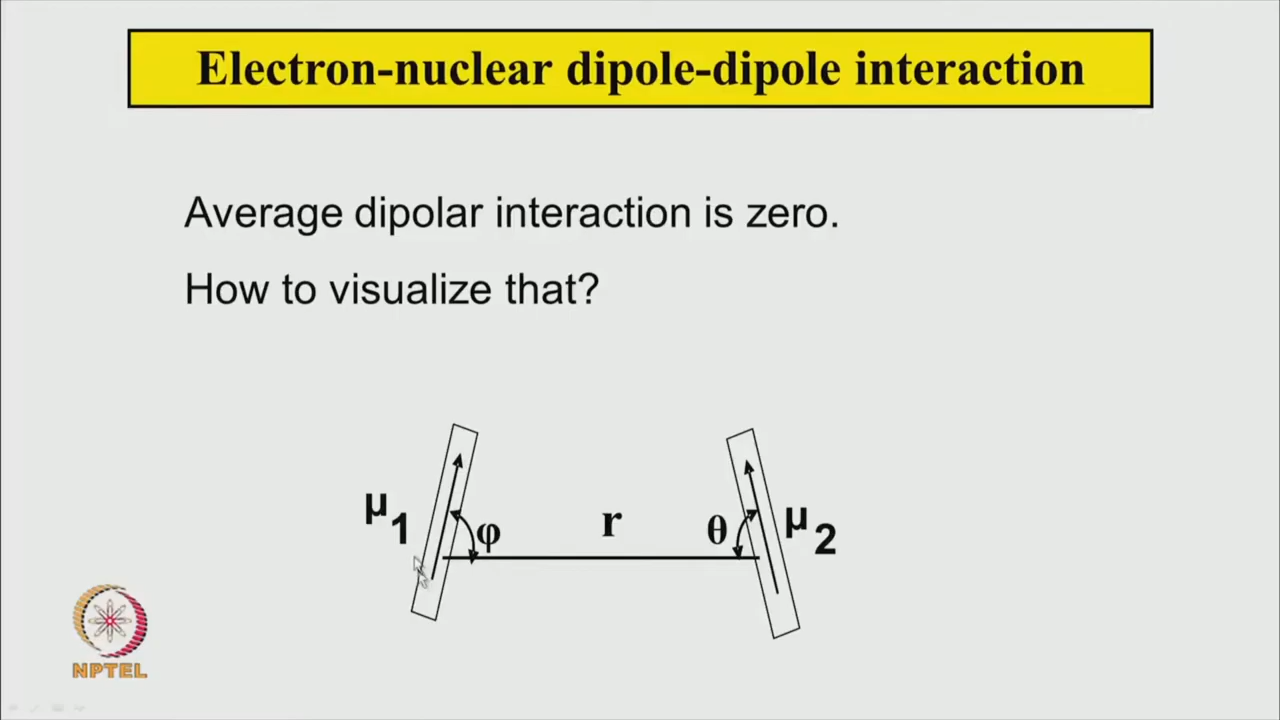 Electron-nuclear dipole-dipole interaction
Average dipolar interaction is zero.
How to visualize that?
μ1 φ r θ μ2
NPTEL